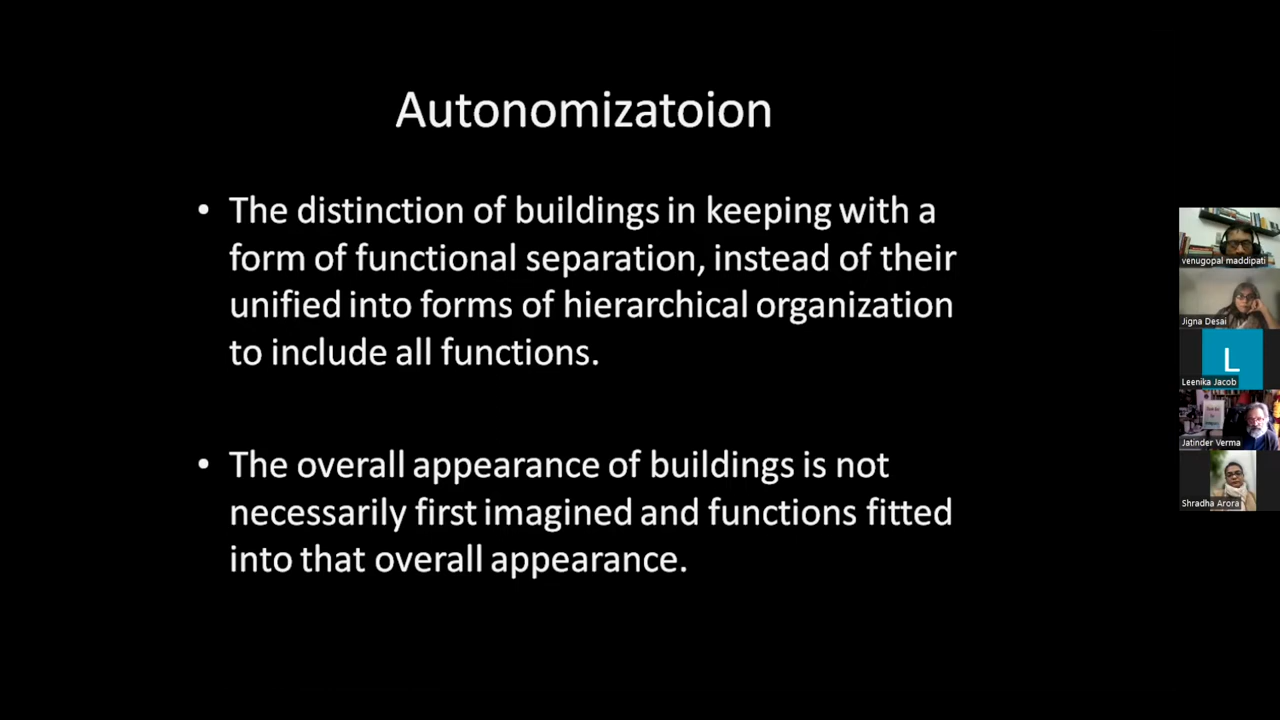 Autonomizatoion
• The distinction of buildings in keeping with a
form of functional separation, instead of their
unified into forms of hierarchical organization
to include all functions.
• The overall appearance of buildings is not
necessarily first imagined and functions fitted
into that overall appearance.
venugopal maddipati
Jigna Desai
L
Leenika Jacob
Jatinder Verma
Shradha Arora